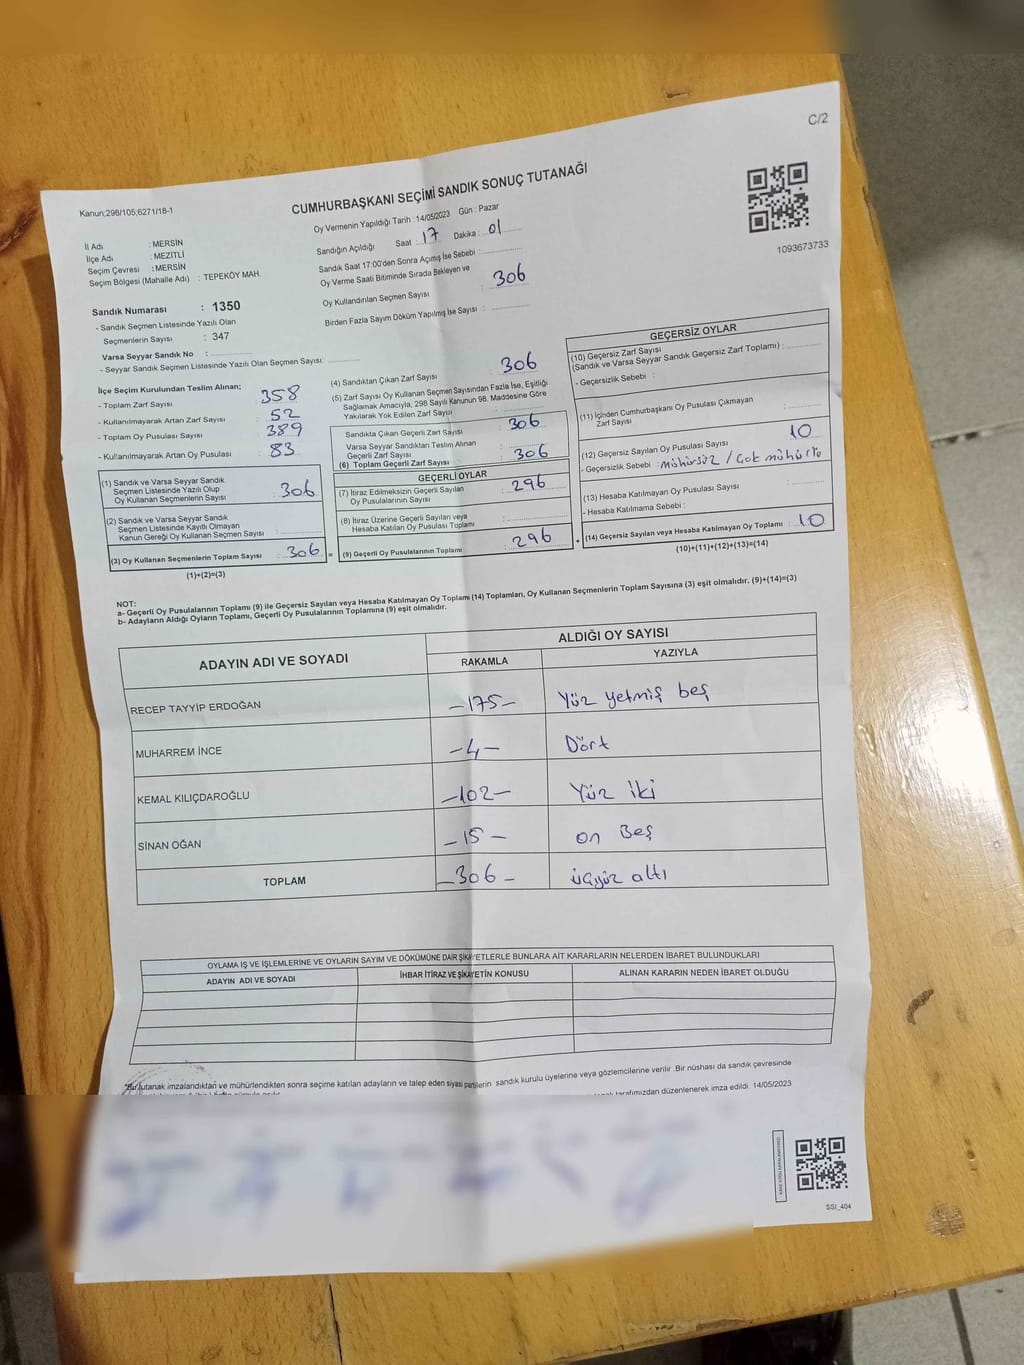 C/2
Kanun;298/105;6271/18-1
CUMHURBAŞKANI SEÇİMİ SANDIK SONUÇ TUTANAĞI
1093673733
Oy Vermenin Yapıldığı Tarih : 14/05/2023 Gün : Pazar
İl Adı : MERSİN
İlçe Adı : MEZİTLİ
Seçim Çevresi : MERSİN
Seçim Bölgesi (Mahalle Adı) : TEPEKÖY MAH.
Sandığın Açıldığı Saat : 17 Dakika : 01
Sandık Saat 17:00'den Sonra Açımış İse Sebebi :
Oy Verme Saati Bitiminde Sırada Bekleyen ve
Oy Kullandırılan Seçmen Sayısı : 306
Birden Fazla Sayım Döküm Yapılmış İse Sayısı :
Sandık Numarası : 1350
- Sandık Seçmen Listesinde Yazılı Olan
Seçmenlerin Sayısı : 347
Varsa Seyyar Sandık No :
- Seyyar Sandık Seçmen Listesinde Yazılı Olan Seçmen Sayısı:
İlçe Seçim Kurulundan Teslim Alınan;
- Toplam Zarf Sayısı : 358
- Kullanılmayarak Artan Zarf Sayısı : 52
- Toplam Oy Pusulası Sayısı : 389
- Kullanılmayarak Artan Oy Pusulası : 83
(1) Sandık ve Varsa Seyyar Sandık
Seçmen Listesinde Yazılı Olup
Oy Kullanan Seçmenlerin Sayısı : 306
(2) Sandık ve Varsa Seyyar Sandık
Seçmen Listesinde Kayıtlı Olmayan
Kanun Gereği Oy Kullanan Seçmen Sayısı :
(3) Oy Kullanan Seçmenlerin Toplam Sayısı : 306 =
(1)+(2)=(3)
(4) Sandıktan Çıkan Zarf Sayısı : 306
(5) Zarf Sayısı Oy Kullanan Seçmen Sayısından Fazla İse, Eşitliği
Sağlamak Amacıyla, 298 Sayılı Kanunun 98. Maddesine Göre
Yakılarak Yok Edilen Zarf Sayısı :
Sandıkta Çıkan Geçerli Zarf Sayısı : 306
Varsa Seyyar Sandıktan Teslim Alınan
Geçerli Zarf Sayısı
(6) Toplam Geçerli Zarf Sayısı : 306
GEÇERLİ OYLAR
(7) İtiraz Edilmeksizin Geçerli Sayılan
Oy Pusulalarının Sayısı : 296
(8) İtiraz Üzerine Geçerli Sayılan veya
Hesaba Katılan Oy Pusulası Toplamı :
(9) Geçerli Oy Pusulalarının Toplamı : 296 +
GEÇERSİZ OYLAR
(10) Geçersiz Zarf Sayısı
(Sandık ve Varsa Seyyar Sandık Geçersiz Zarf Toplamı) :
- Geçersizlik Sebebi :
(11) İçinden Cumhurbaşkanı Oy Pusulası Çıkmayan
Zarf Sayısı :
(12) Geçersiz Sayılan Oy Pusulası Sayısı : 10
- Geçersizlik Sebebi : mühürsüz / Çok
(13) Hesaba Katılmayan Oy Pusulası Sayısı :
- Hesaba Katılmama Sebebi :
(14) Geçersiz Sayılan veya Hesaba Katılmayan Oy Toplamı : 10
(10)+(11)+(12)+(13)=(14)
NOT:
a- Geçerli Oy Pusulalarının Toplamı (9) ile Geçersiz Sayılan veya Hesaba Katılmayan Oy Toplamı (14) Toplamları, Oy Kullanan Seçmenlerin Toplam Sayısına (3) eşit olmalıdır. (9)+(14)=(3)
b- Adayların Aldığı Oyların Toplamı, Geçerli Oy Pusulalarının Toplamına (9) eşit olmalıdır.
ADAYIN ADI VE SOYADI
ALDIĞI OY SAYISI
RAKAMLA YAZIYLA
RECEP TAYYİP ERDOĞAN -175- Yüz yetmiş beş
MUHARREM İNCE -4- Dört
KEMAL KILIÇDAROĞLU -102- Yüz iki
SİNAN OĞAN -15- on Beş
TOPLAM -306- üçyüz altı
OYLAMA İŞ VE İŞLEMLERİNE VE OYLARIN SAYIM VE DÖKÜMÜNE DAİR ŞİKAYETLERLE BUNLARA AİT KARARLARIN NELERDEN İBARET BULUNDUKLARI
ADAYIN ADI VE SOYADI İHBAR İTİRAZ VE ŞİKAYETİN KONUSU ALINAN KARARIN NEDEN İBARET OLDUĞU
*Bu tutanak imzalandıktan ve mühürlendikten sonra seçime katılan adayların ve talep eden siyasi partilerin sandık kurulu üyelerine veya gözlemcilerine verilir .Bir nüshası da sandık çevresinde
tarafımızdan düzenlenerek imza edildi. 14/05/2023
SSİ_404